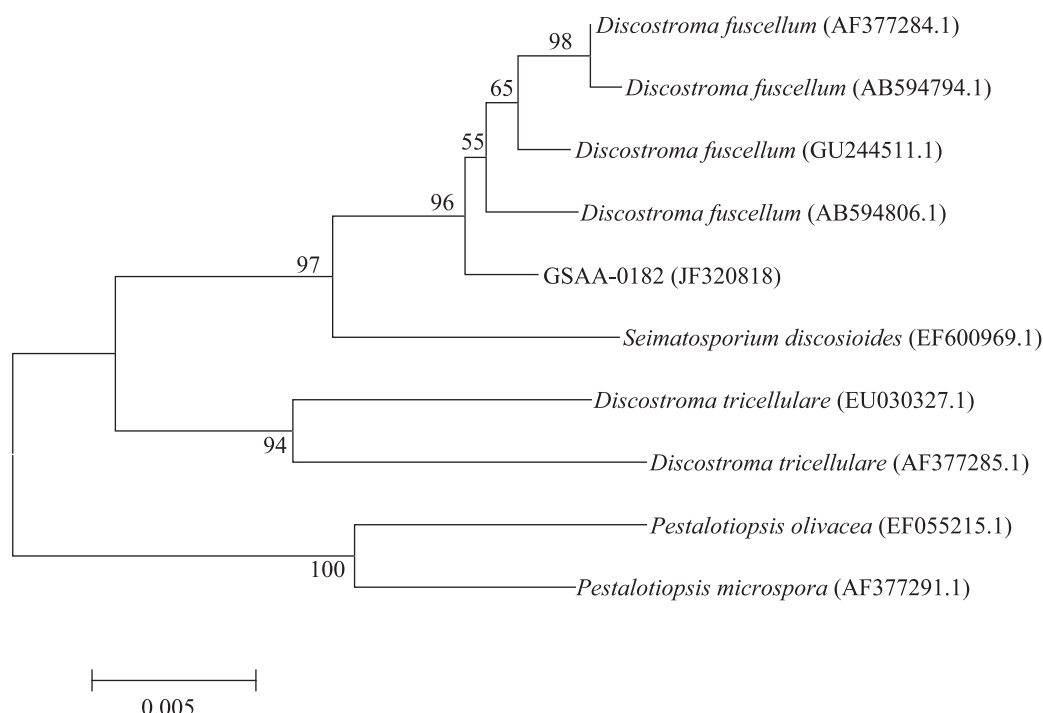 Discostroma fuscellum (AF377284.1)
98
Discostroma fuscellum (AB594794.1)
65
Discostroma fuscellum (GU244511.1)
55
Discostroma fuscellum (AB594806.1)
96
GSAA-0182 (JF320818)
97
Seimatosporium discosioides (EF600969.1)
Discostroma tricellulare (EU030327.1)
94
Discostroma tricellulare (AF377285.1)
Pestalotiopsis olivacea (EF055215.1)
100
Pestalotiopsis microspora (AF377291.1)
0.005